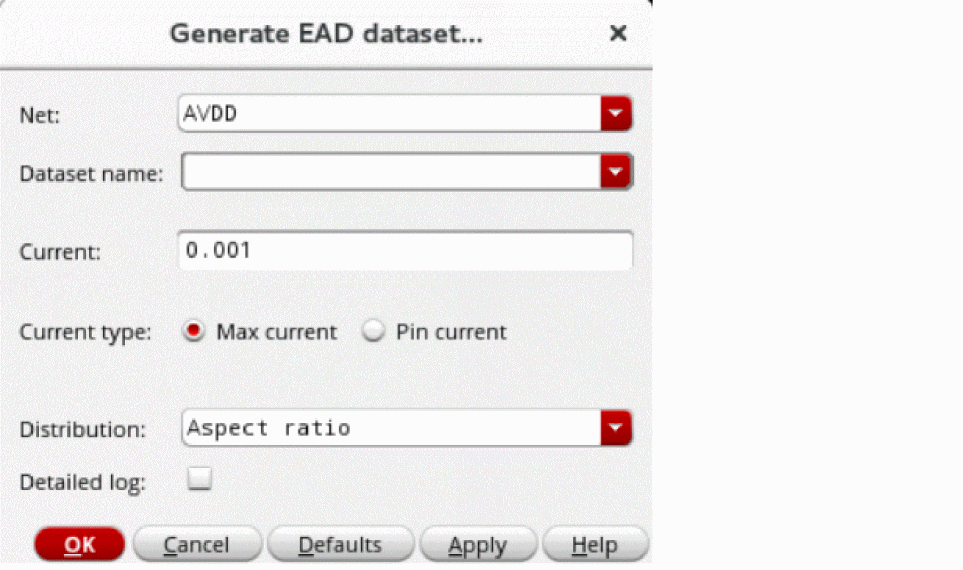 Generate EAD dataset...
Net: AVDD
Dataset name:
Current: 0.001
Current type: Max current Pin current
Distribution: Aspect ratio
Detailed log:
OK Cancel Defaults Apply Help